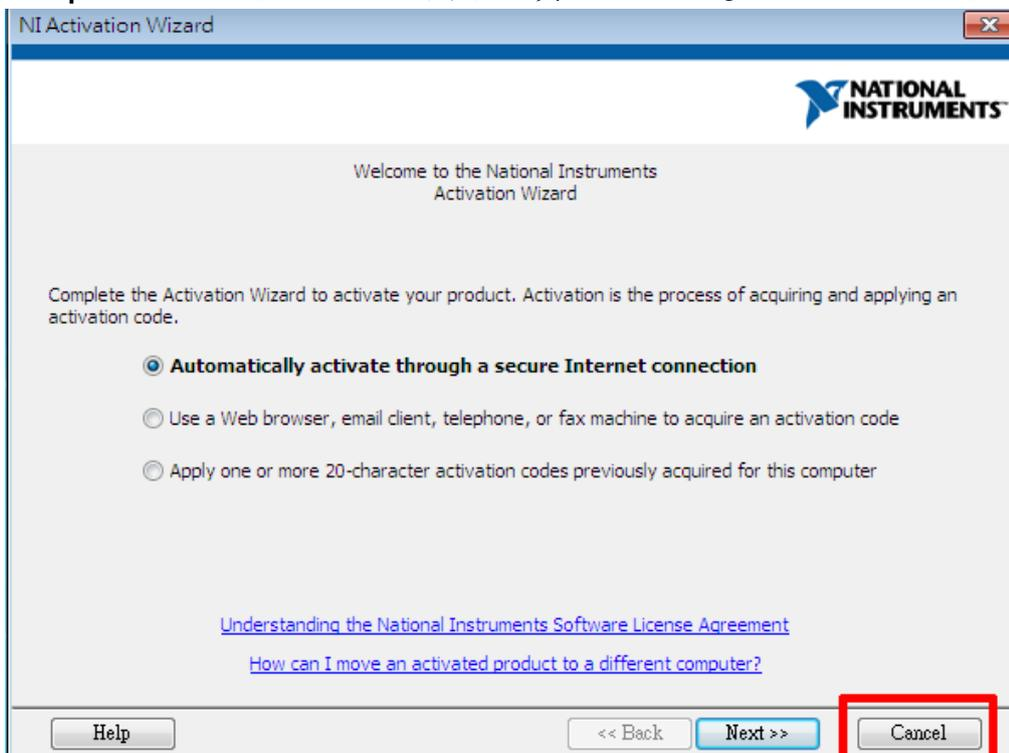 NI Activation Wizard
NATIONAL
INSTRUMENTS™
Welcome to the National Instruments
Activation Wizard
Complete the Activation Wizard to activate your product. Activation is the process of acquiring and applying an
activation code.
Automatically activate through a secure Internet connection
Use a Web browser, email client, telephone, or fax machine to acquire an activation code
Apply one or more 20-character activation codes previously acquired for this computer
Understanding the National Instruments Software License Agreement
How can I move an activated product to a different computer?
Help
<< Back
Next >>
Cancel